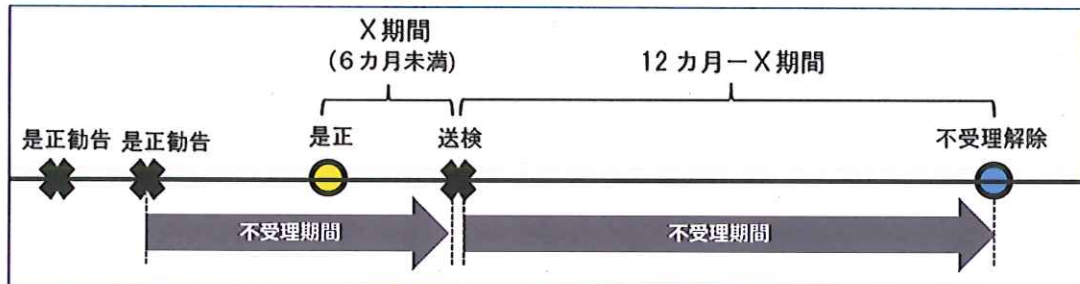 X期間
(6カ月未満)
12カ月－X期間
是正勧告 是正勧告 是正 送検 不受理解除
不受理期間 不受理期間